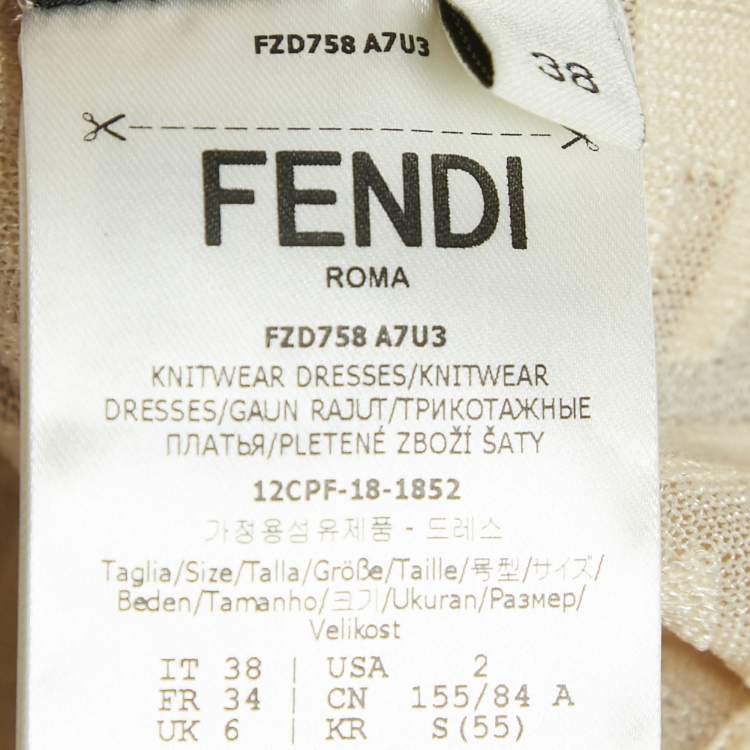 FZD758 A7U3
38
FENDI
ROMA
FZD758 A7U3
KNITWEAR DRESSES/KNITWEAR
DRESSES/GAUN RAJUT/ТРИКОТАЖНЫЕ
ПЛАТЬЯ/PLETENÉ ZBOŽÍ ŠATY
12CPF-18-1852
가정용섬유제품 - 드레스
Taglia/Size/Talla/Größe/Taille/号型/サイズ/
Beden/Tamanho/크기/Ukuran/Размер/
Velikost
IT 38 | USA 2
FR 34 | CN 155/84 A
UK 6 | KR S(55)